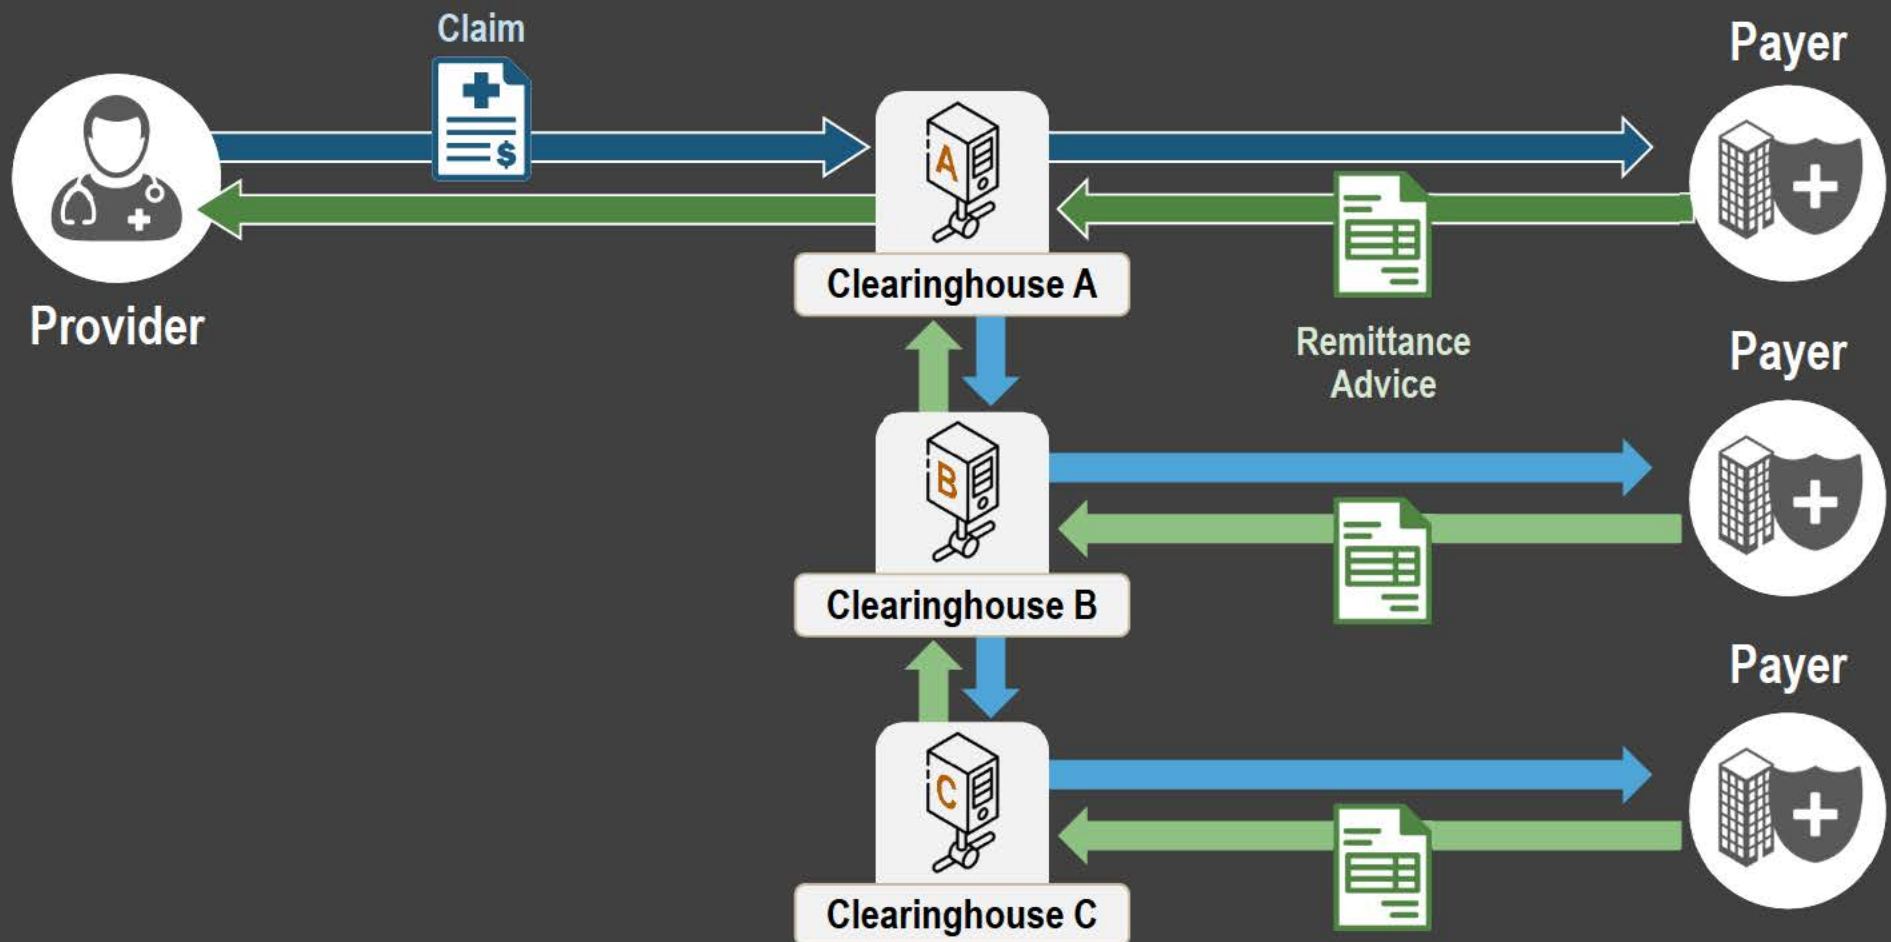 Claim
Payer
$
A
Clearinghouse A
Provider
Remittance
Advice
Payer
B
Clearinghouse B
Payer
C
Clearinghouse C